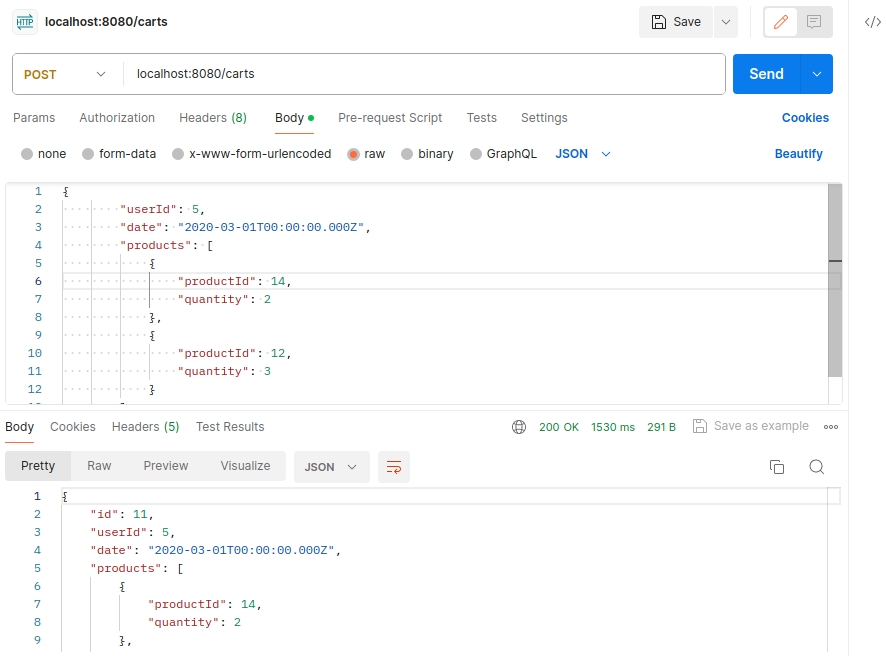 HTTP localhost:8080/carts Save </>
POST localhost:8080/carts Send
Params Authorization Headers (8) Body Pre-request Script Tests Settings Cookies
none form-data x-www-form-urlencoded raw binary GraphQL JSON Beautify
1 {
2 "userId": 5,
3 "date": "2020-03-01T00:00:00.000Z",
4 "products": [
5 {
6 "productId": 14,
7 "quantity": 2
8 },
9 {
10 "productId": 12,
11 "quantity": 3
12 }
Body Cookies Headers (5) Test Results 200 OK 1530 ms 291 B Save as example
Pretty Raw Preview Visualize JSON
1 {
2 "id": 11,
3 "userId": 5,
4 "date": "2020-03-01T00:00:00.000Z",
5 "products": [
6 {
7 "productId": 14,
8 "quantity": 2
9 },